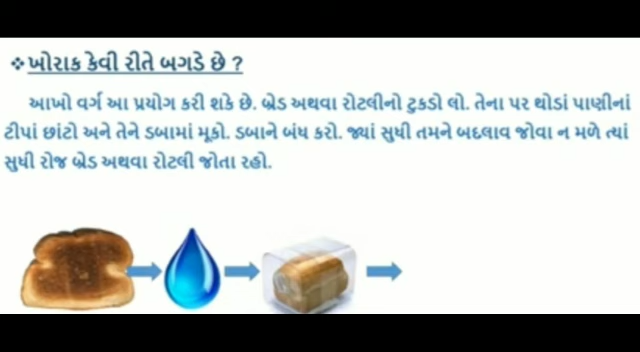 ❖ખોરાક કેવી રીતે બગડે છે ?
આખો વર્ગ આ પ્રયોગ કરી શકે છે. બ્રેડ અથવા રોટલીનો ટુકડો લો. તેના પર થોડાં પાણીનાં
ટીપાં છાંટો અને તેને ડબામાં મૂકો. ડબાને બંધ કરો. જ્યાં સુધી તમને બદલાવ જોવા ન મળે ત્યાં
સુધી રોજ બ્રેડ અથવા રોટલી જોતા રહો.